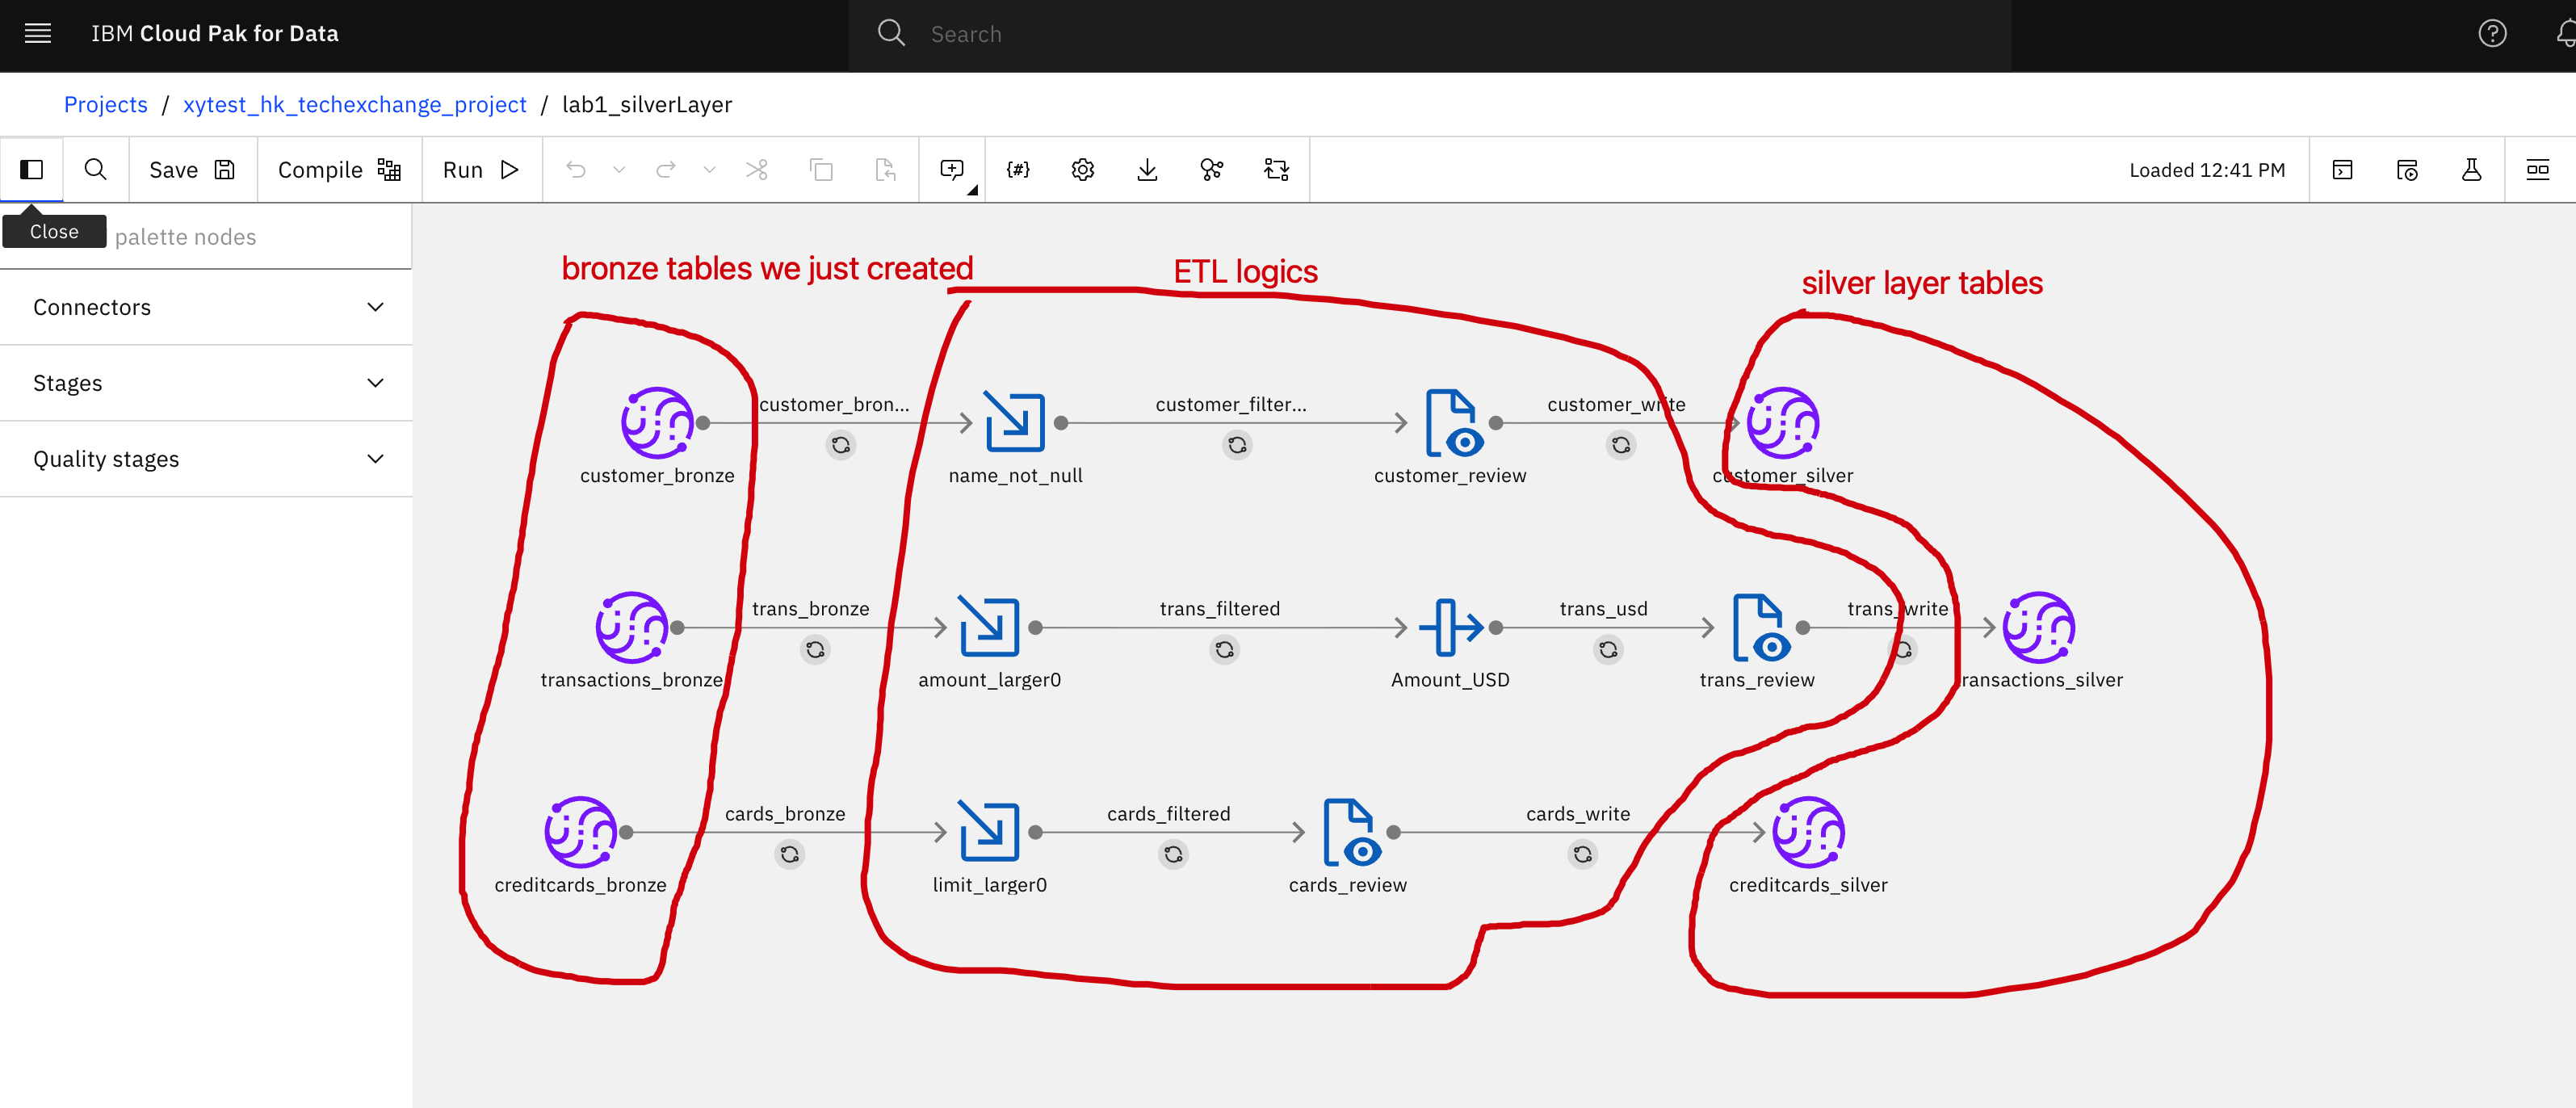 IBM Cloud Pak for Data
Search
Projects / xytest_hk_techexchange_project / lab1_silverLayer
Save
Compile
Run
{#}
Loaded 12:41 PM
Close
palette nodes
Connectors
Stages
Quality stages
bronze tables we just created
ETL logics
silver layer tables
customer_bron...
customer_filter...
customer_write
customer_bronze
name_not_null
customer_review
customer_silver
trans_bronze
trans_filtered
trans_usd
trans_write
transactions_bronze
amount_larger0
Amount_USD
trans_review
ransactions_silver
cards_bronze
cards_filtered
cards_write
creditcards_bronze
limit_larger0
cards_review
creditcards_silver